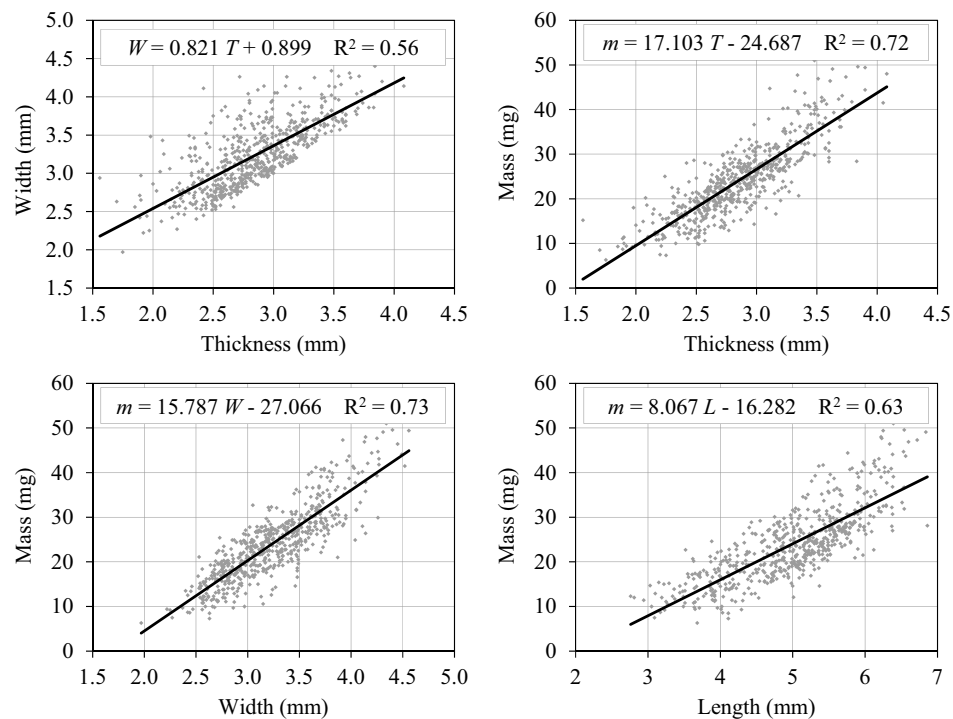 W = 0.821 T + 0.899 R² = 0.56
5.0
4.5
4.0
3.5
3.0
2.5
2.0
1.5
Width (mm)
1.5 2.0 2.5 3.0 3.5 4.0 4.5
Thickness (mm)
m = 17.103 T - 24.687 R² = 0.72
60
50
40
30
20
10
0
Mass (mg)
1.5 2.0 2.5 3.0 3.5 4.0 4.5
Thickness (mm)
m = 15.787 W - 27.066 R² = 0.73
60
50
40
30
20
10
0
Mass (mg)
1.5 2.0 2.5 3.0 3.5 4.0 4.5 5.0
Width (mm)
m = 8.067 L - 16.282 R² = 0.63
60
50
40
30
20
10
0
Mass (mg)
2 3 4 5 6 7
Length (mm)